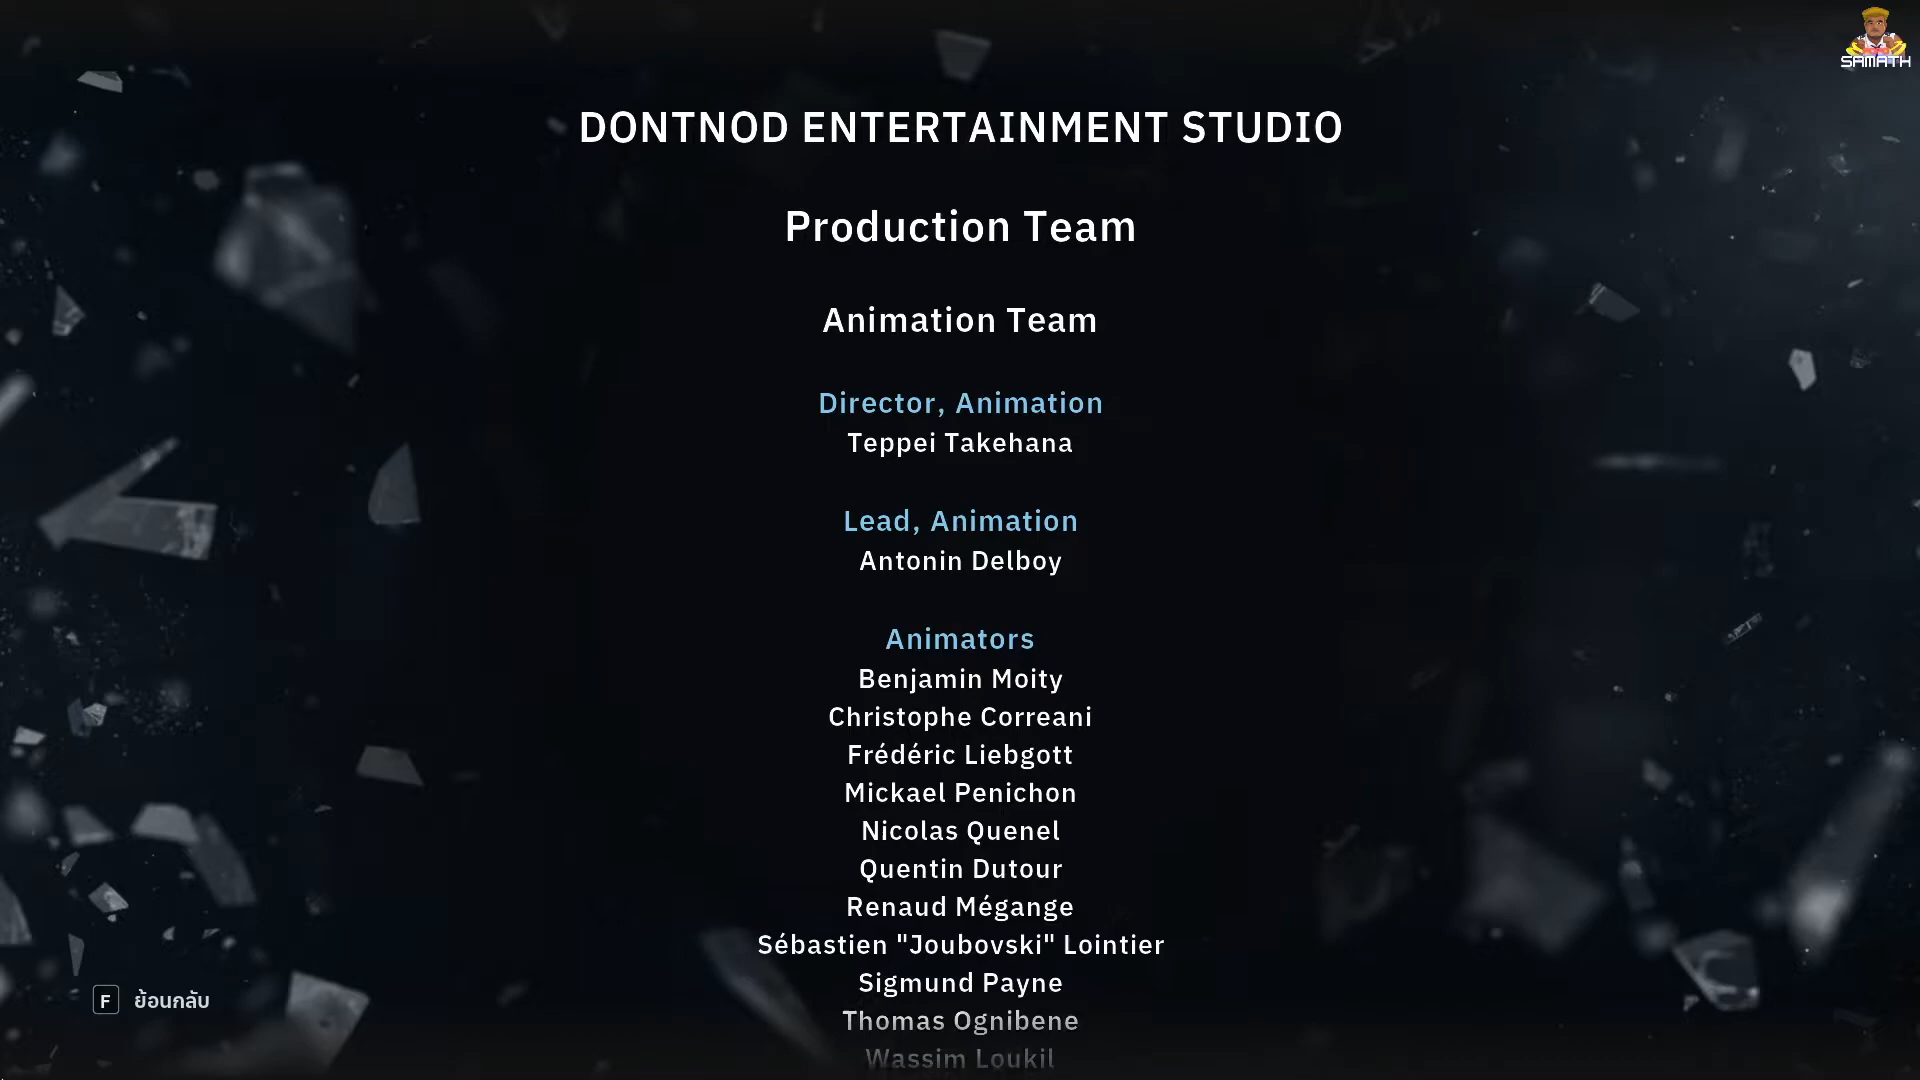 SAMATH
DONTNOD ENTERTAINMENT STUDIO
Production Team
Animation Team
Director, Animation
Teppei Takehana
Lead, Animation
Antonin Delboy
Animators
Benjamin Moity
Christophe Correani
Frédéric Liebgott
Mickael Penichon
Nicolas Quenel
Quentin Dutour
Renaud Mégange
Sébastien "Joubovski" Lointier
Sigmund Payne
Thomas Ognibene
Wassim Loukil
F ย้อนกลับ